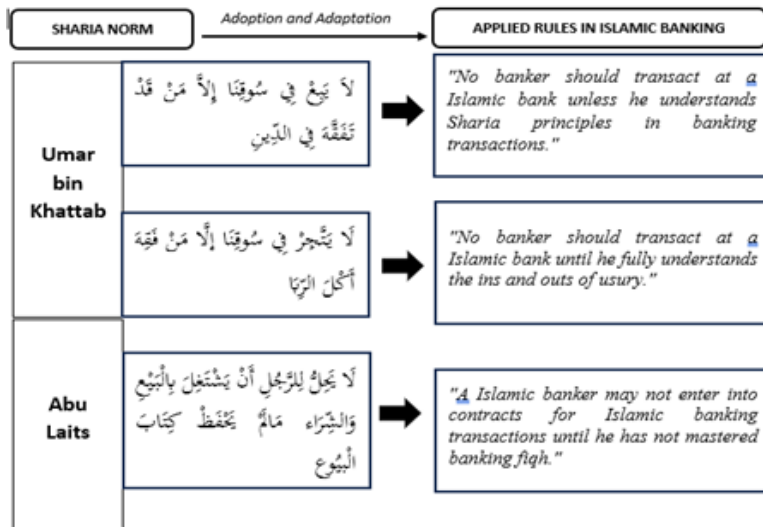 SHARIA NORM
Adoption and Adaptation
APPLIED RULES IN ISLAMIC BANKING
Umar
bin
Khattab
لاَ يَبِعْ فِي سُوقِنَا إِلاَّ مَنْ قَدْ
تَفَقَّهَ فِي الدِّينِ
"No banker should transact at a
Islamic bank unless he understands
Sharia principles in banking
transactions."
لَا يَتَّجِرْ فِي سُوقِنَا إِلَّا مَنْ فَقِهَ
أَكْلَ الرِّبَا
"No banker should transact at a
Islamic bank until he fully understands
the ins and outs of usury."
Abu
Laits
لَا يَحِلُّ لِلرَّجُلِ أَنْ يَشْتَغِلَ بِالْبَيْعِ
وَالشِّرَاء مَالَمْ يَحْفَظْ كِتَابَ
الْبُيُوع
"A Islamic banker may not enter into
contracts for Islamic banking
transactions until he has not mastered
banking fiqh."